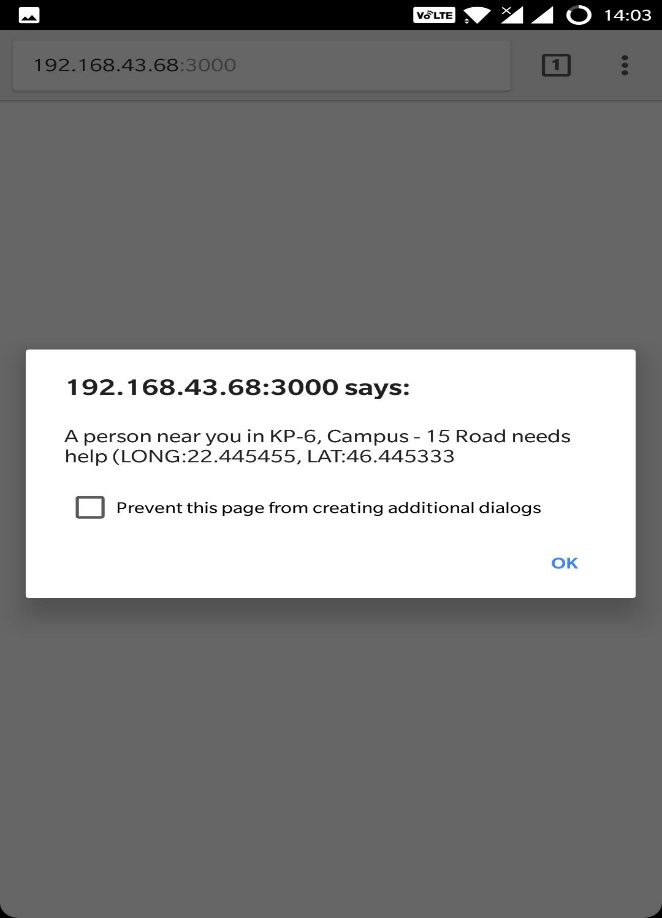 VoLTE 14:03
192.168.43.68:3000 1
192.168.43.68:3000 says:
A person near you in KP-6, Campus - 15 Road needs
help (LONG:22.445455, LAT:46.445333
Prevent this page from creating additional dialogs
OK